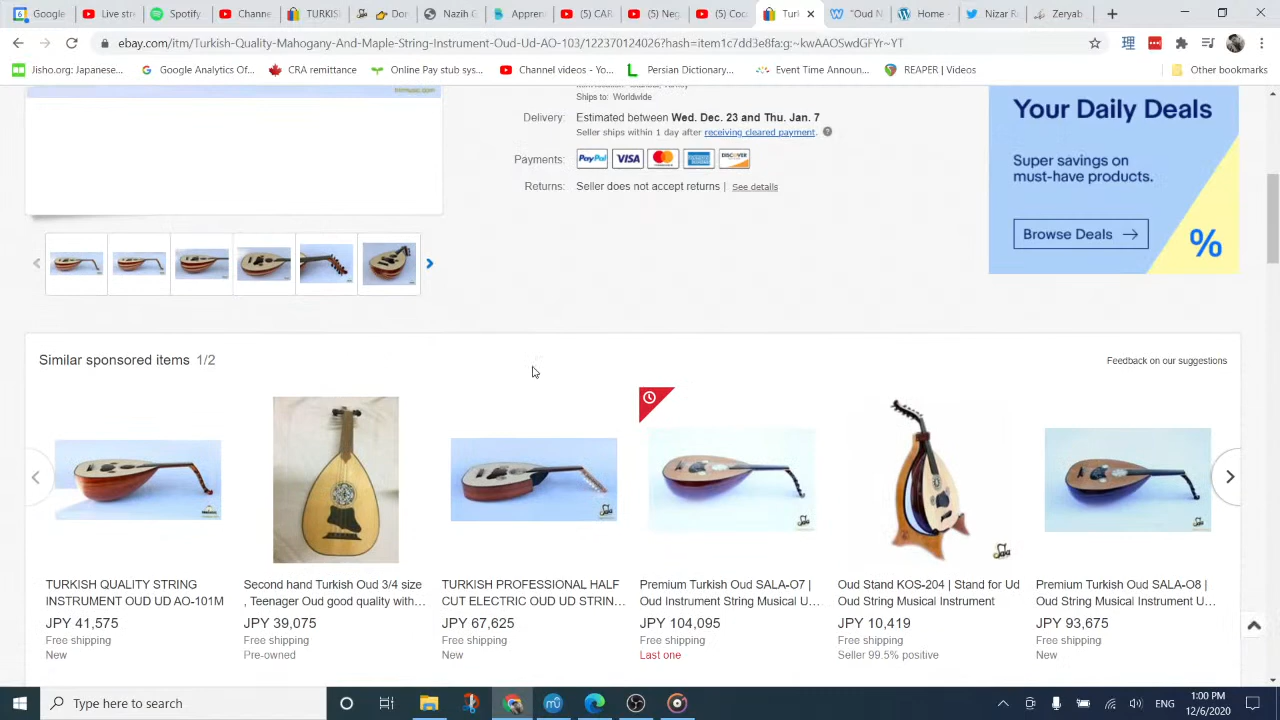 TURKIS
(5) Liste
Spotify -
(5) Char
Dow
Nota G
Appren
(5) CAR
(5) Neg
(5) Coo
Turk
"Oud
Home -
Nizar R
Zeryab
ebay.com/itm/Turkish-Quality-Mahogany-And-Maple-String-Instrument-Oud-Ud-AO-103/122370124026?hash=item1c7dd3e8fa:g:~kwAAOSwdGFYr~YT
Jisho.org: Japanese...
Google Analytics Of...
CRA remittance
Online Pay stub sys...
Channel videos - Yo...
Persian Dictionary...
Event Time Announ...
REAPER | Videos
Other bookmarks
Ships to: Worldwide
Delivery: Estimated between Wed. Dec. 23 and Thu. Jan. 7
Seller ships within 1 day after receiving cleared payment.
Payments: PayPal VISA
Returns: Seller does not accept returns | See details
Your Daily Deals
Super savings on
must-have products.
Browse Deals
%
Similar sponsored items 1/2
Feedback on our suggestions
TURKISH QUALITY STRING
INSTRUMENT OUD UD AO-101M
JPY 41,575
Free shipping
New
Second hand Turkish Oud 3/4 size
, Teenager Oud good quality with...
JPY 39,075
Free shipping
Pre-owned
TURKISH PROFESSIONAL HALF
CUT ELECTRIC OUD UD STRIN...
JPY 67,625
Free shipping
New
Premium Turkish Oud SALA-O7 |
Oud Instrument String Musical U...
JPY 104,095
Free shipping
Last one
Oud Stand KOS-204 | Stand for Ud
Oud String Musical Instrument
JPY 10,419
Free shipping
Seller 99.5% positive
Premium Turkish Oud SALA-O8 |
Oud String Musical Instrument U...
JPY 93,675
Free shipping
New
Type here to search
ENG
1:00 PM
12/6/2020